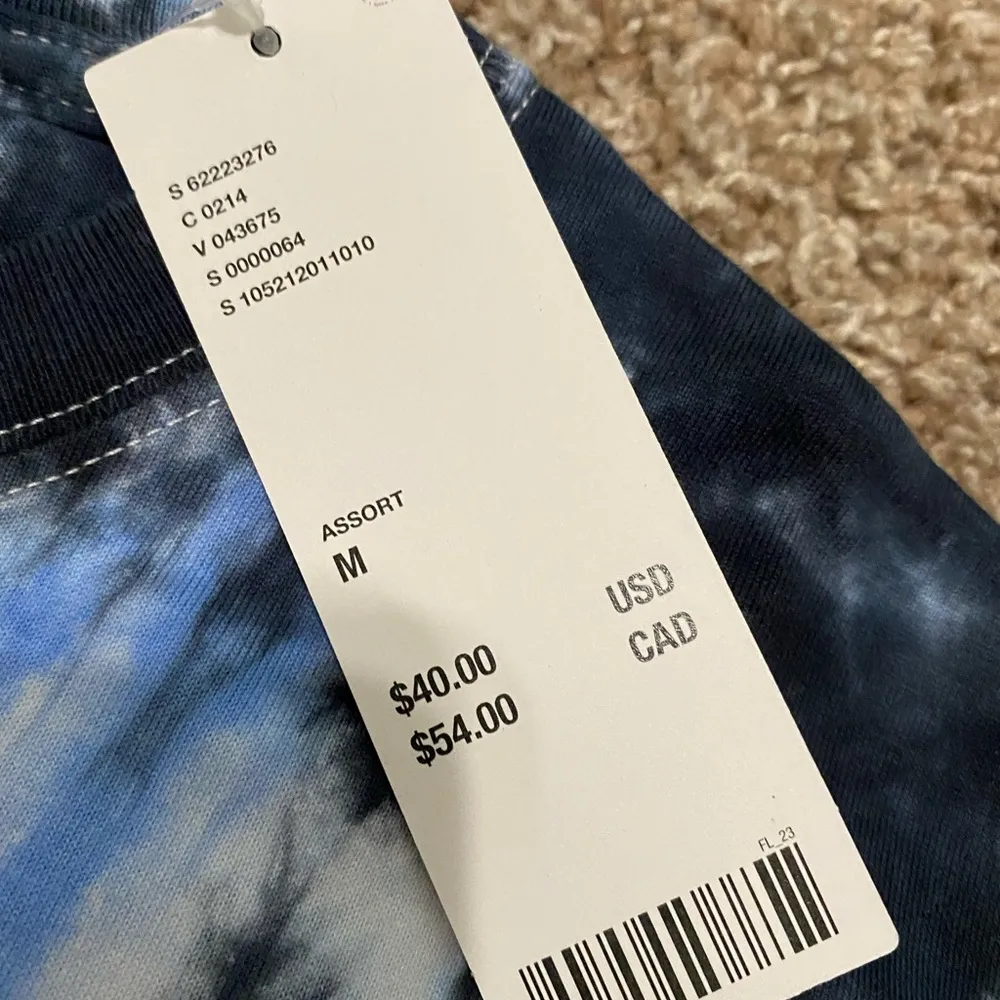 S 62223276
C 0214
V 043675
S 0000064
S 105212011010
ASSORT
M
$40.00 USD
$54.00 CAD
FL_23